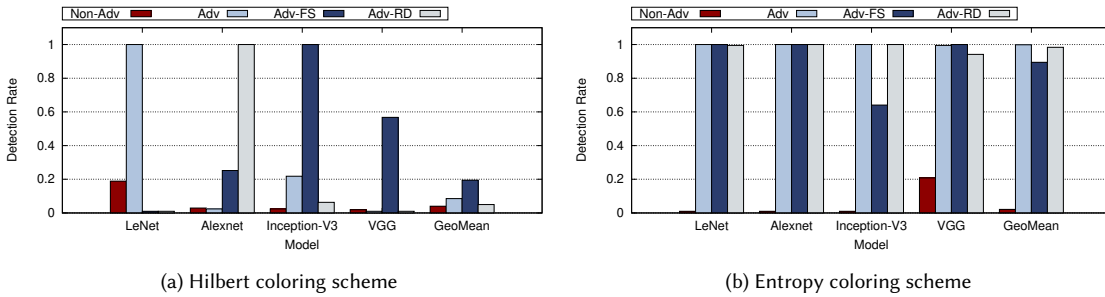 Non-Adv Adv Adv-FS Adv-RD
1
0.8
0.6
0.4
0.2
0
Detection Rate
LeNet Alexnet Inception-V3 VGG GeoMean
Model
(a) Hilbert coloring scheme
Non-Adv Adv Adv-FS Adv-RD
1
0.8
0.6
0.4
0.2
0
Detection Rate
LeNet Alexnet Inception-V3 VGG GeoMean
Model
(b) Entropy coloring scheme